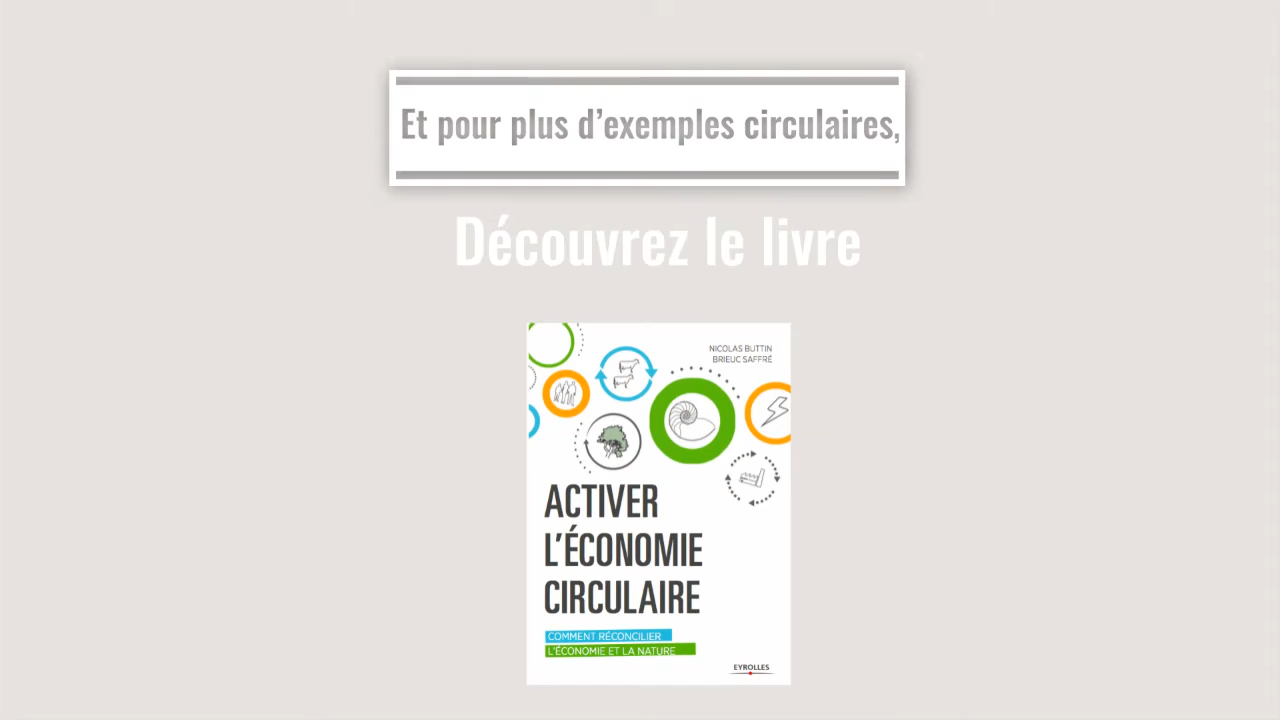 Et pour plus d’exemples circulaires,
Découvrez le livre
NICOLAS BUTTIN
BRIEUC SAFFRÉ
ACTIVER
L’ÉCONOMIE
CIRCULAIRE
COMMENT RÉCONCILIER
L’ÉCONOMIE ET LA NATURE
EYROLLES